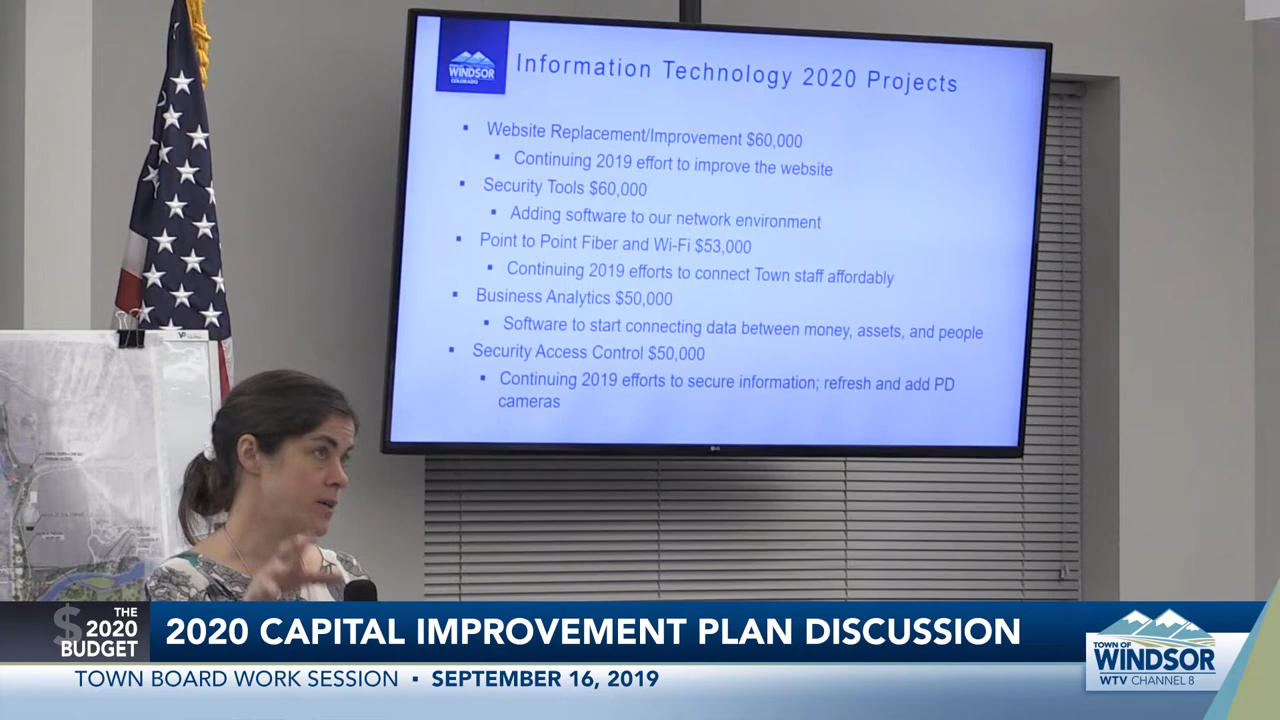 TOWN OF
WINDSOR
COLORADO
Information Technology 2020 Projects
▪ Website Replacement/Improvement $60,000
▪ Continuing 2019 effort to improve the website
▪ Security Tools $60,000
▪ Adding software to our network environment
▪ Point to Point Fiber and Wi-Fi $53,000
▪ Continuing 2019 efforts to connect Town staff affordably
▪ Business Analytics $50,000
▪ Software to start connecting data between money, assets, and people
▪ Security Access Control $50,000
▪ Continuing 2019 efforts to secure information; refresh and add PD
cameras
LG
$ THE
2020
BUDGET
2020 CAPITAL IMPROVEMENT PLAN DISCUSSION
TOWN BOARD WORK SESSION ▪ SEPTEMBER 16, 2019
TOWN OF
WINDSOR
WTV CHANNEL 8